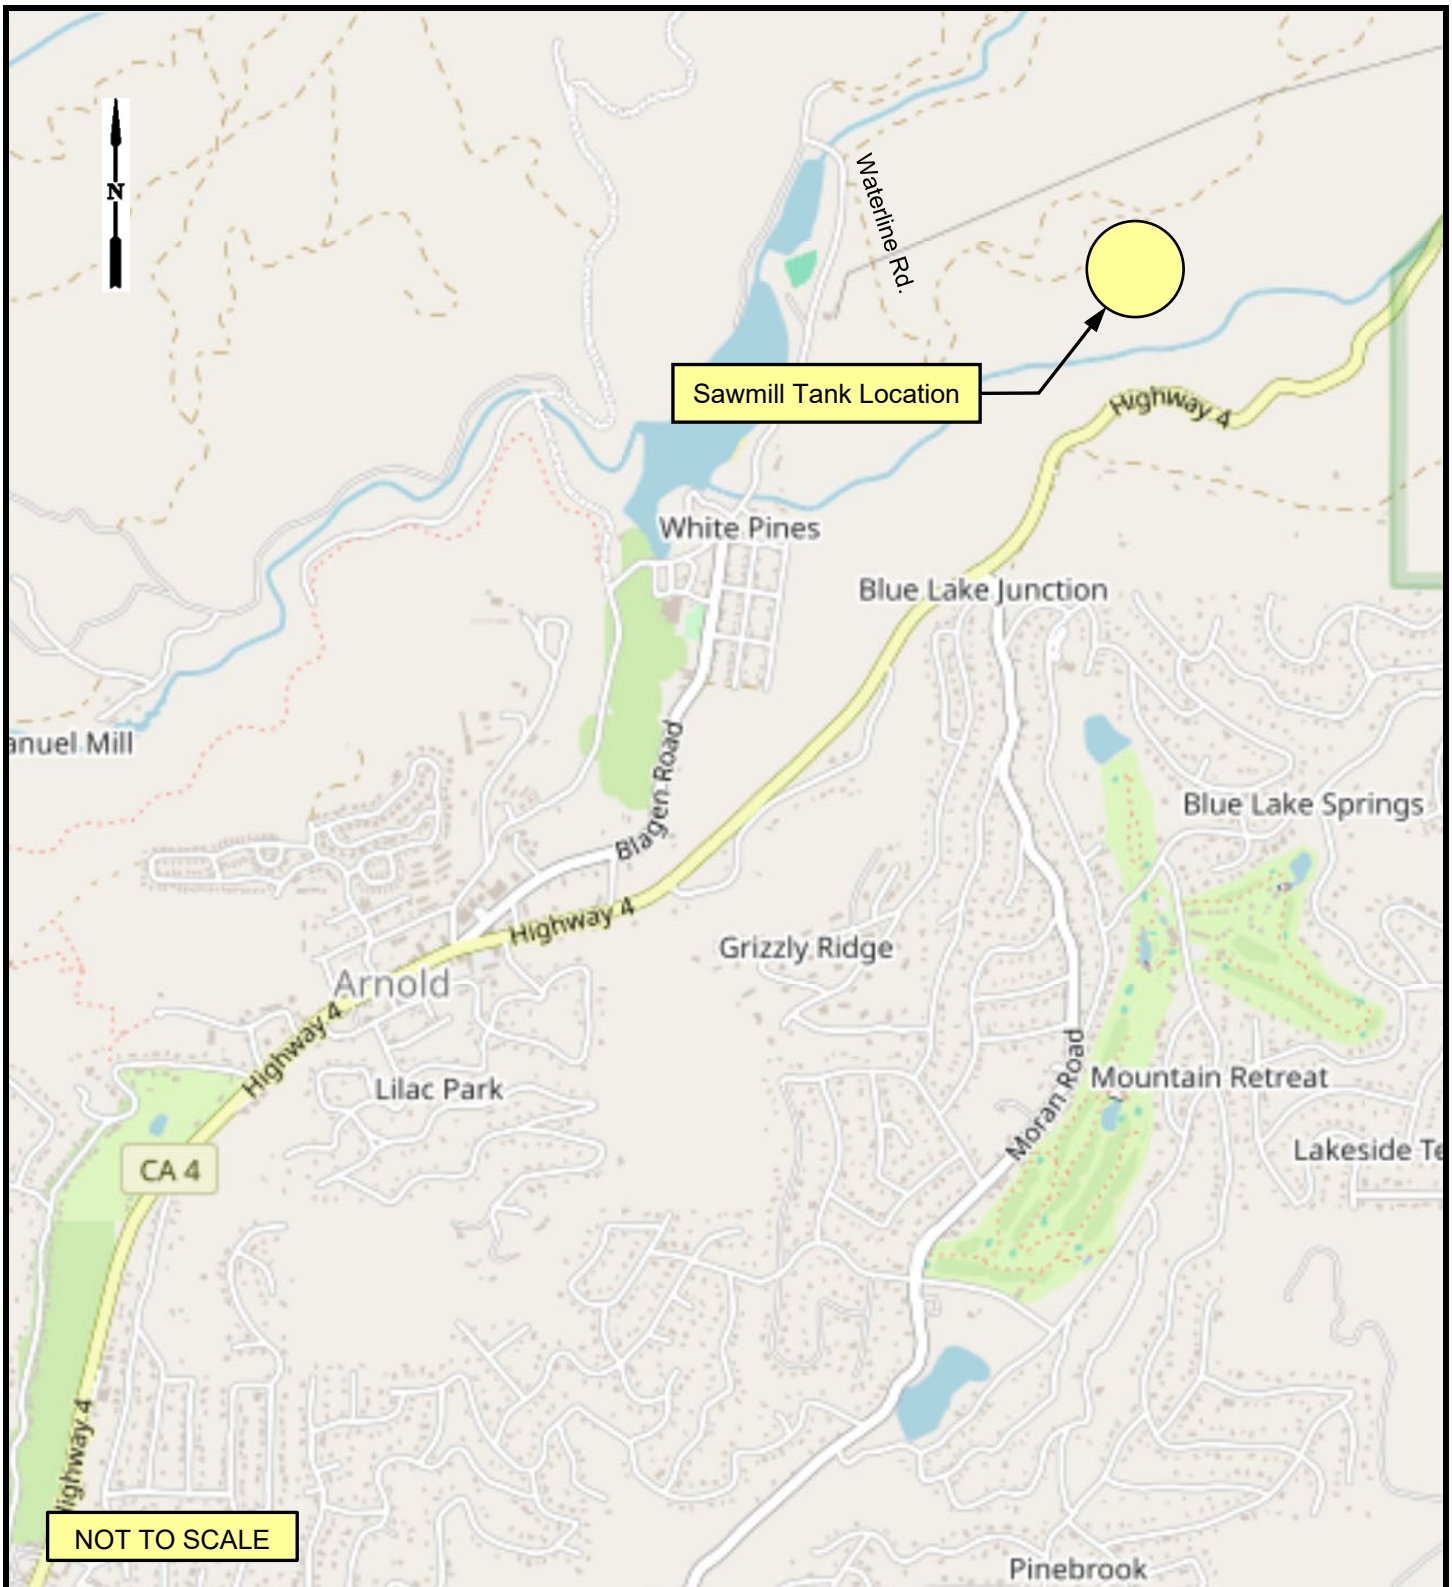 N
Waterline Rd.
Sawmill Tank Location
Highway 4
White Pines
Blue Lake Junction
anuel Mill
Blagen Road
Blue Lake Springs
Highway 4
Grizzly Ridge
Arnold
Highway 4
Lilac Park
Moran Road
Mountain Retreat
Lakeside Te
CA 4
Highway 4
NOT TO SCALE
Pinebrook